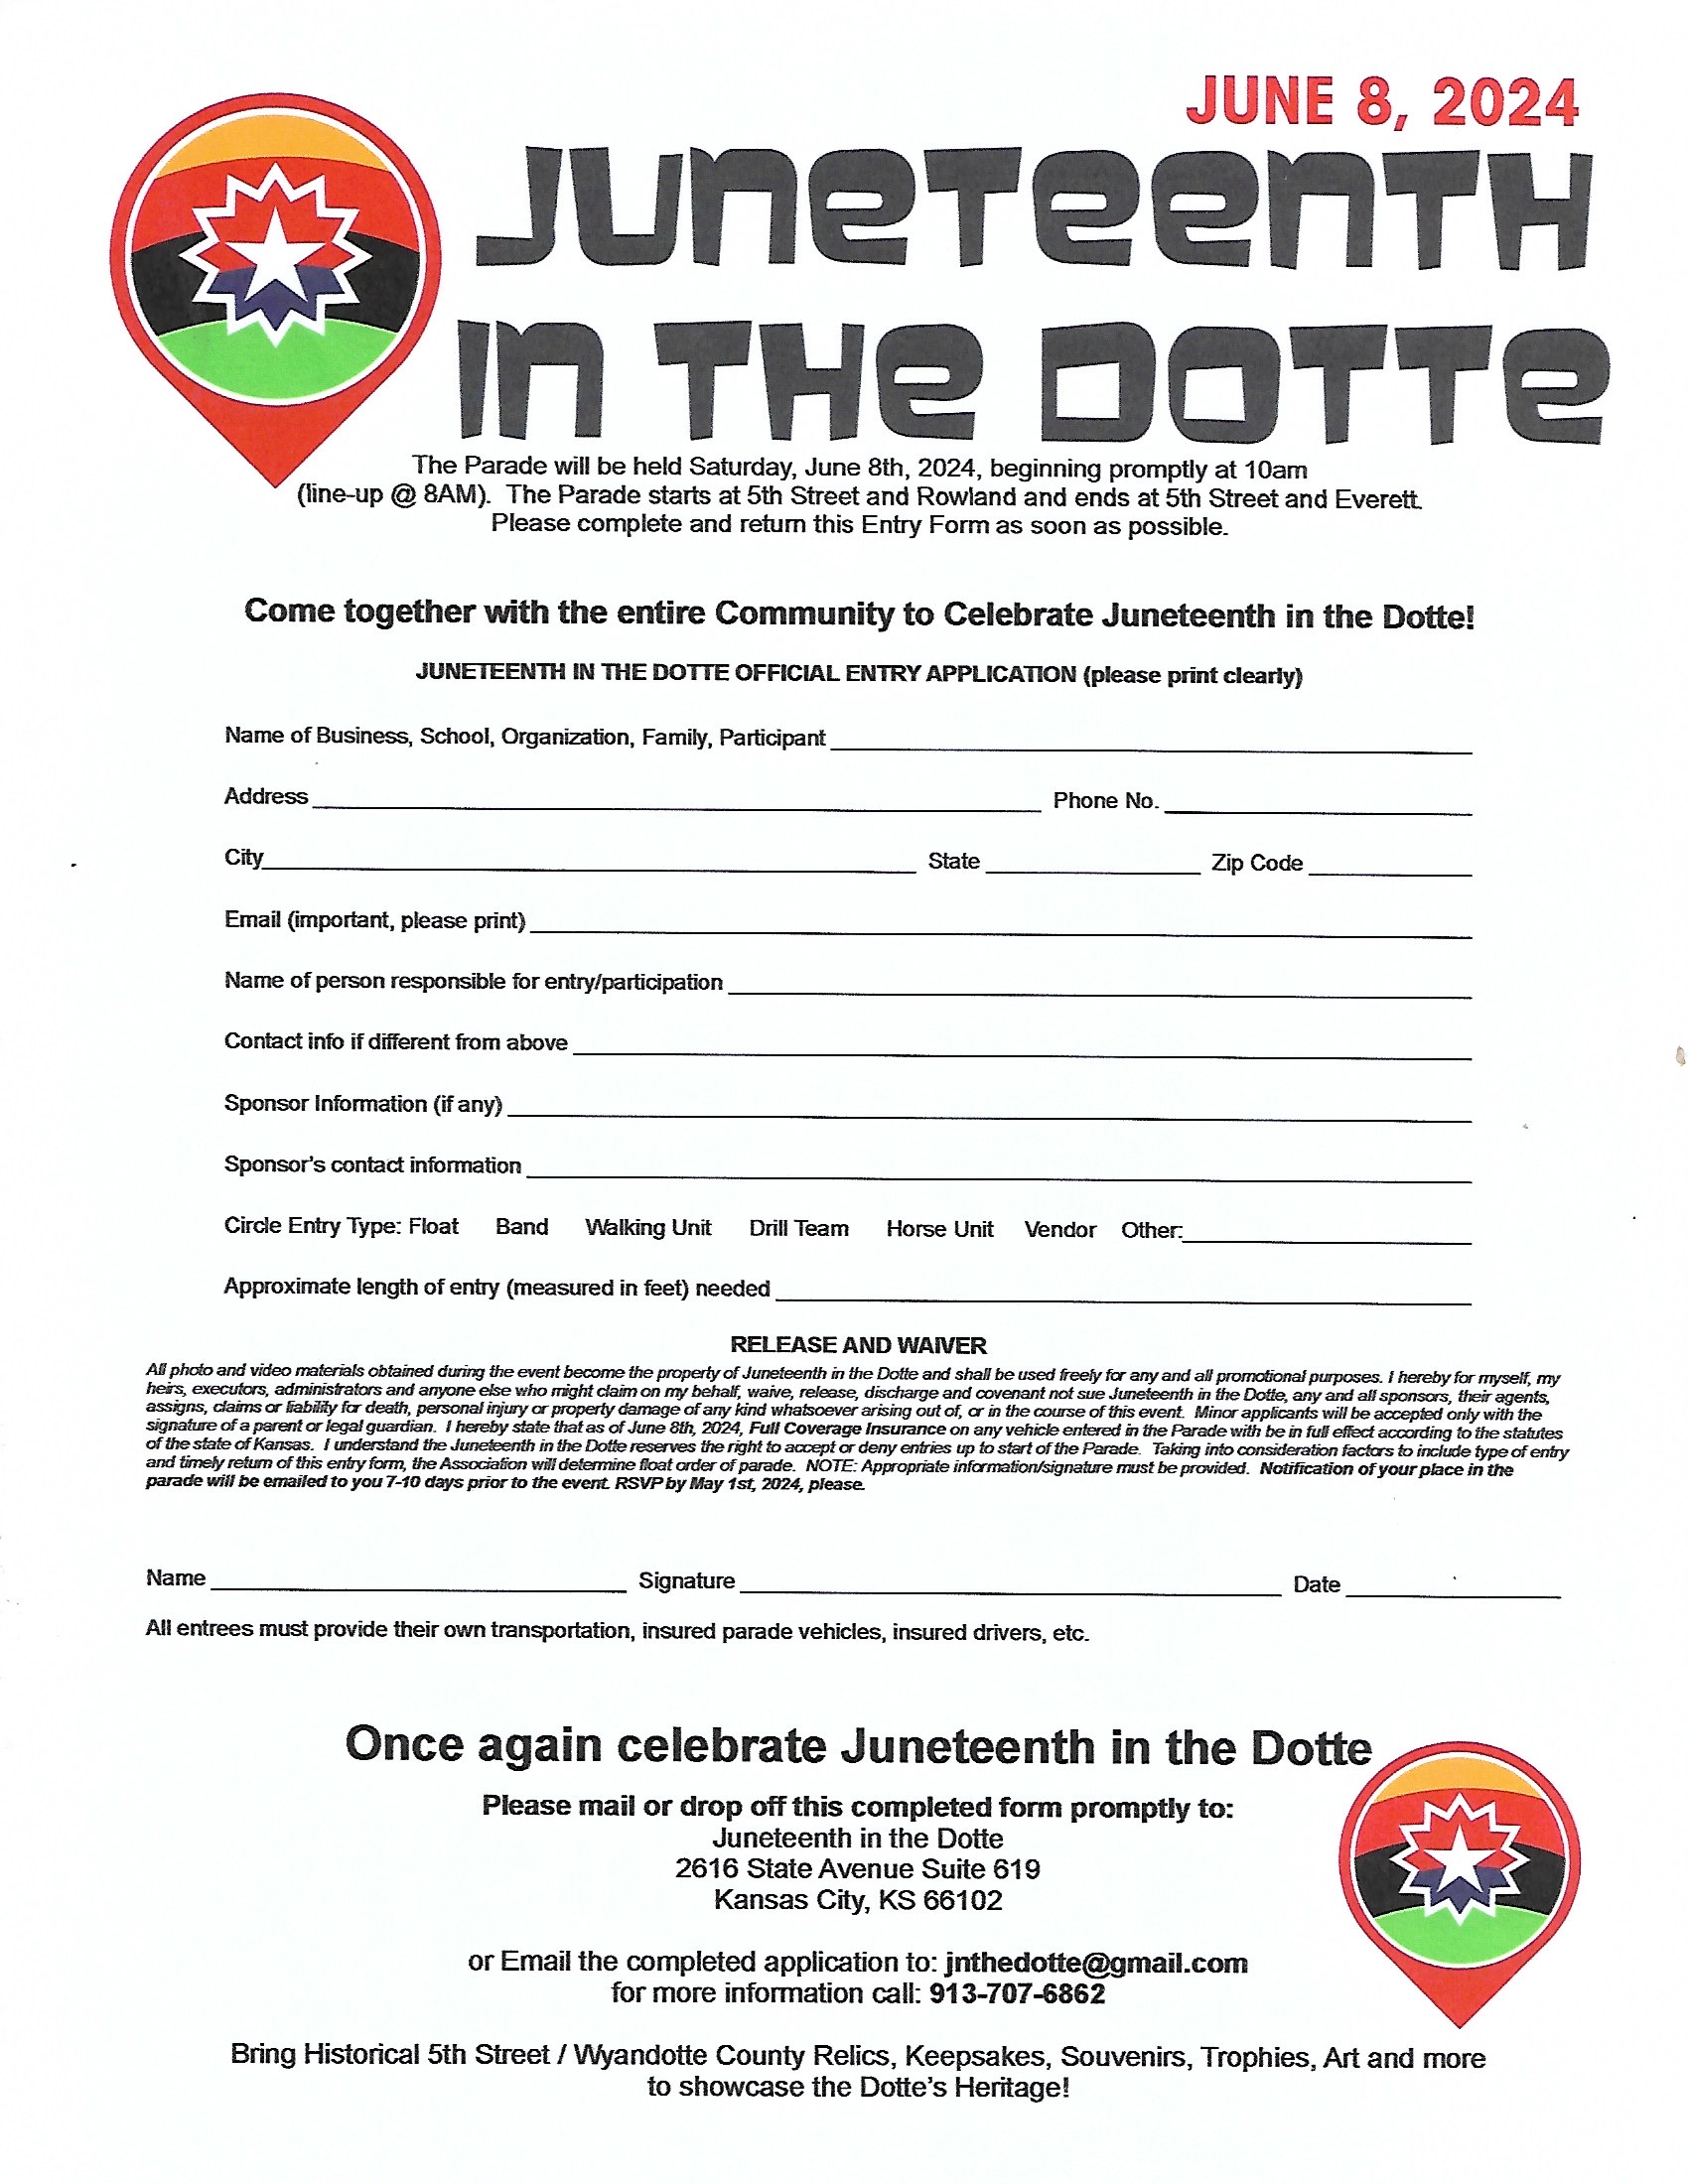 JUNE 8, 2024
JUNETEENTH
IN THE DOTTE
The Parade will be held Saturday, June 8th, 2024, beginning promptly at 10am
(line-up @ 8AM). The Parade starts at 5th Street and Rowland and ends at 5th Street and Everett.
Please complete and return this Entry Form as soon as possible.
Come together with the entire Community to Celebrate Juneteenth in the Dotte!
JUNETEENTH IN THE DOTTE OFFICIAL ENTRY APPLICATION (please print clearly)
Name of Business, School, Organization, Family, Participant
Address Phone No.
City State Zip Code
Email (important, please print)
Name of person responsible for entry/participation
Contact info if different from above
Sponsor Information (if any)
Sponsor's contact information
Circle Entry Type: Float Band Walking Unit Drill Team Horse Unit Vendor Other:
Approximate length of entry (measured in feet) needed
RELEASE AND WAIVER
All photo and video materials obtained during the event become the property of Juneteenth in the Dotte and shall be used freely for any and all promotional purposes. I hereby for myself, my
heirs, executors, administrators and anyone else who might claim on my behalf, waive, release, discharge and covenant not sue Juneteenth in the Dotte, any and all sponsors, their agents,
assigns, claims or liability for death, personal injury or property damage of any kind whatsoever arising out of, or in the course of this event. Minor applicants will be accepted only with the
signature of a parent or legal guardian. I hereby state that as of June 8th, 2024, Full Coverage Insurance on any vehicle entered in the Parade with be in full effect according to the statutes
of the state of Kansas. I understand the Juneteenth in the Dotte reserves the right to accept or deny entries up to start of the Parade. Taking into consideration factors to include type of entry
and timely return of this entry form, the Association will determine float order of parade. NOTE: Appropriate information/signature must be provided. Notification of your place in the
parade will be emailed to you 7-10 days prior to the event. RSVP by May 1st, 2024, please.
Name Signature Date
All entrees must provide their own transportation, insured parade vehicles, insured drivers, etc.
Once again celebrate Juneteenth in the Dotte
Please mail or drop off this completed form promptly to:
Juneteenth in the Dotte
2616 State Avenue Suite 619
Kansas City, KS 66102
or Email the completed application to: jnthedotte@gmail.com
for more information call: 913-707-6862
Bring Historical 5th Street / Wyandotte County Relics, Keepsakes, Souvenirs, Trophies, Art and more
to showcase the Dotte's Heritage!